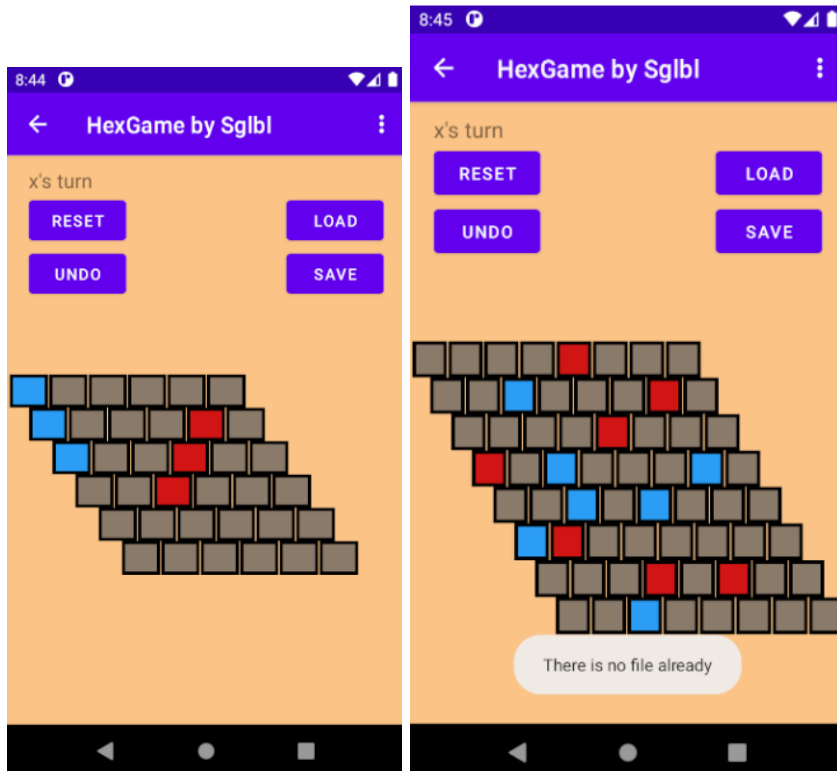 8:44
HexGame by Sglbl
x's turn
RESET LOAD
UNDO SAVE
8:45
HexGame by Sglbl
x's turn
RESET LOAD
UNDO SAVE
There is no file already